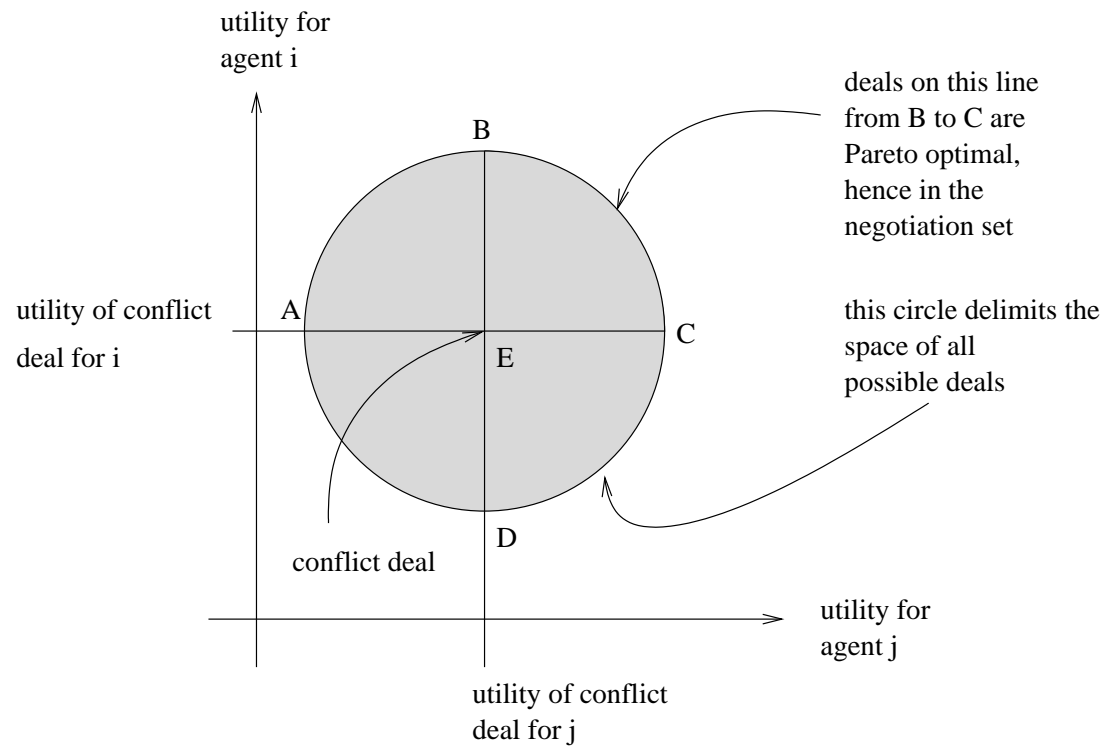 utility for
agent i
deals on this line
from B to C are
Pareto optimal,
hence in the
negotiation set
B
utility of conflict
deal for i
A
E
C
this circle delimits the
space of all
possible deals
D
conflict deal
utility for
agent j
utility of conflict
deal for j